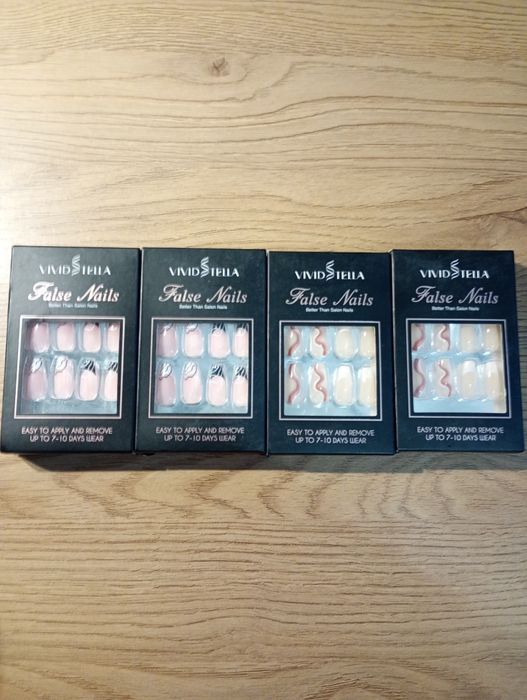 VIVID STELLA
False Nails
Better Than Salon Nails
EASY TO APPLY AND REMOVE
UP TO 7-10 DAYS WEAR
VIVID STELLA
False Nails
Better Than Salon Nails
EASY TO APPLY AND REMOVE
UP TO 7-10 DAYS WEAR
VIVID STELLA
False Nails
Better Than Salon Nails
EASY TO APPLY AND REMOVE
UP TO 7-10 DAYS WEAR
VIVID STELLA
False Nails
Better Than Salon Nails
EASY TO APPLY AND REMOVE
UP TO 7-10 DAYS WEAR